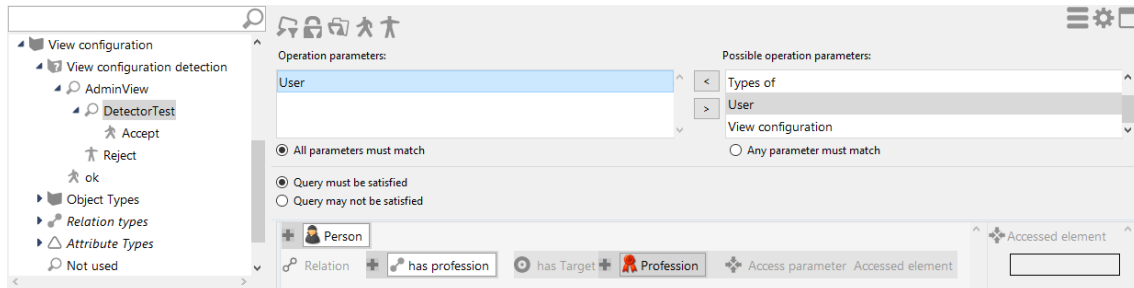 View configuration
View configuration detection
AdminView
DetectorTest
Accept
Reject
ok
Object Types
Relation types
Attribute Types
Not used
Operation parameters:
Possible operation parameters:
User
<
>
Types of
User
View configuration
All parameters must match
Any parameter must match
Query must be satisfied
Query may not be satisfied
Person
Relation has profession has Target Profession Access parameter Accessed element
Accessed element